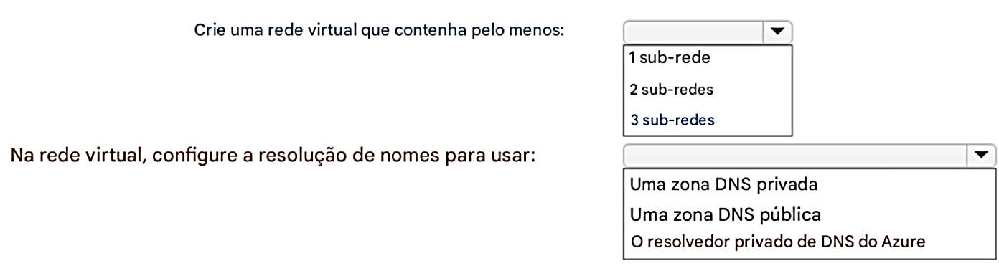 Crie uma rede virtual que contenha pelo menos:
1 sub-rede
2 sub-redes
3 sub-redes
Na rede virtual, configure a resolução de nomes para usar:
Uma zona DNS privada
Uma zona DNS pública
O resolvedor privado de DNS do Azure